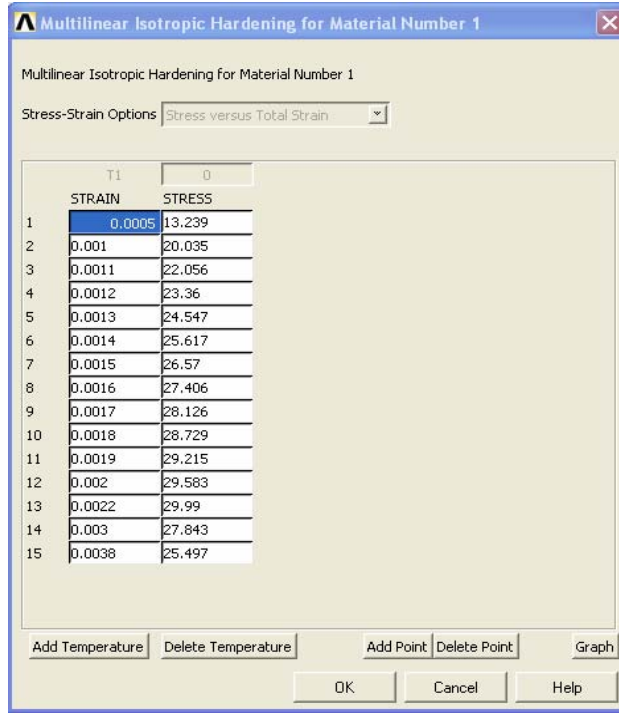 Multilinear Isotropic Hardening for Material Number 1
Multilinear Isotropic Hardening for Material Number 1
Stress-Strain Options Stress versus Total Strain
T1 0
STRAIN STRESS
1 0.0005 13.239
2 0.001 20.035
3 0.0011 22.056
4 0.0012 23.36
5 0.0013 24.547
6 0.0014 25.617
7 0.0015 26.57
8 0.0016 27.406
9 0.0017 28.126
10 0.0018 28.729
11 0.0019 29.215
12 0.002 29.583
13 0.0022 29.99
14 0.003 27.843
15 0.0038 25.497
Add Temperature Delete Temperature Add Point Delete Point Graph
OK Cancel Help